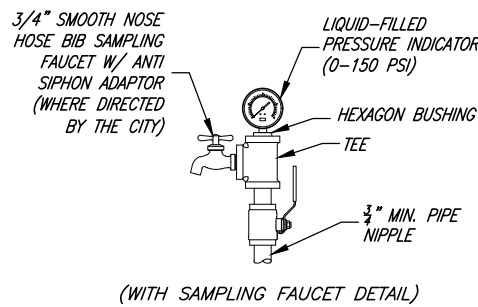 3/4" SMOOTH NOSE
HOSE BIB SAMPLING
FAUCET W/ ANTI
SIPHON ADAPTOR
(WHERE DIRECTED
BY THE CITY)
LIQUID-FILLED
PRESSURE INDICATOR
(0-150 PSI)
HEXAGON BUSHING
TEE
3/4" MIN. PIPE
NIPPLE
(WITH SAMPLING FAUCET DETAIL)